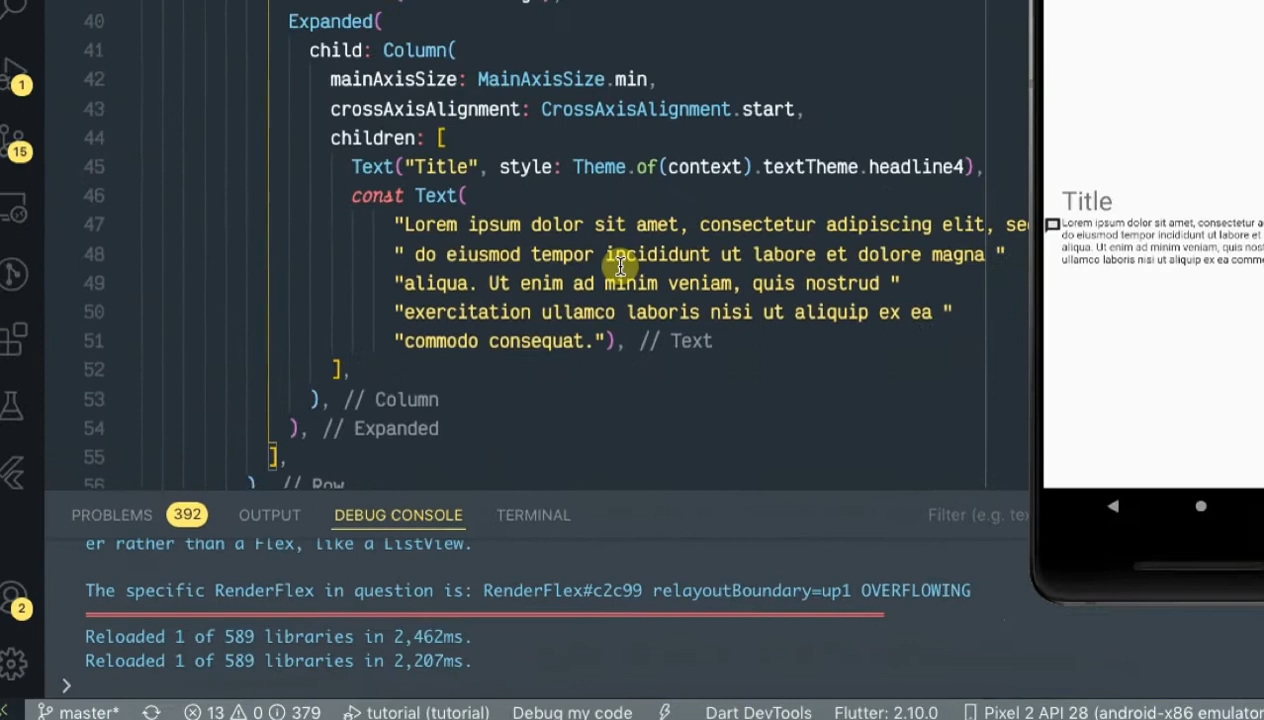 40 Expanded(
41 child: Column(
42 mainAxisSize: MainAxisSize.min,
43 crossAxisAlignment: CrossAxisAlignment.start,
44 children: [
45 Text("Title", style: Theme.of(context).textTheme.headline4),
46 const Text(
47 "Lorem ipsum dolor sit amet, consectetur adipiscing elit, sed
48 " do eiusmod tempor incididunt ut labore et dolore magna "
49 "aliqua. Ut enim ad minim veniam, quis nostrud "
50 "exercitation ullamco laboris nisi ut aliquip ex ea "
51 "commodo consequat."), // Text
52 ],
53 ), // Column
54 ), // Expanded
55 ],
56 ) // Row
1
15
2
Title
Lorem ipsum dolor sit amet, consectetur a
do eiusmod tempor incididunt ut labore et
aliqua. Ut enim ad minim veniam, quis nost
ullamco laboris nisi ut aliquip ex ea comm
PROBLEMS 392 OUTPUT DEBUG CONSOLE TERMINAL Filter (e.g. te
er rather than a Flex, like a ListView.
The specific RenderFlex in question is: RenderFlex#c2c99 relayoutBoundary=up1 OVERFLOWING
Reloaded 1 of 589 libraries in 2,462ms.
Reloaded 1 of 589 libraries in 2,207ms.
>
master* 13 0 379 tutorial (tutorial) Debug my code Dart DevTools Flutter: 2.10.0 Pixel 2 API 28 (android-x86 emulator